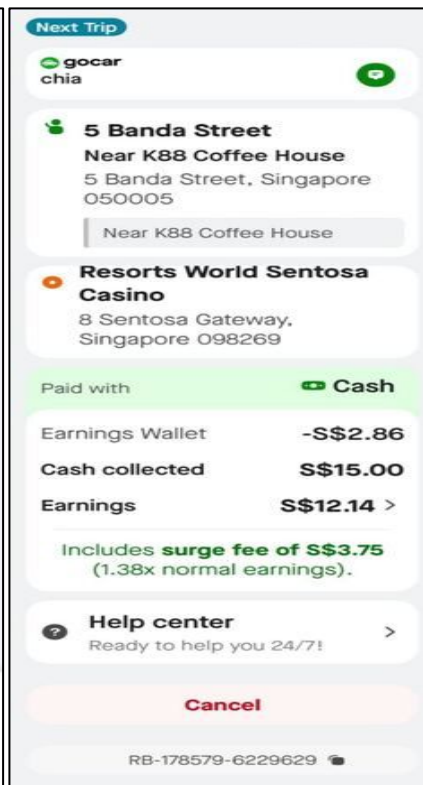 Next Trip
gocar
chia
5 Banda Street
Near K88 Coffee House
5 Banda Street, Singapore
050005
Near K88 Coffee House
Resorts World Sentosa
Casino
8 Sentosa Gateway,
Singapore 098269
Paid with Cash
Earnings Wallet -S$2.86
Cash collected S$15.00
Earnings S$12.14 >
Includes surge fee of S$3.75
(1.38x normal earnings).
Help center
Ready to help you 24/7!
Cancel
RB-178579-6229629